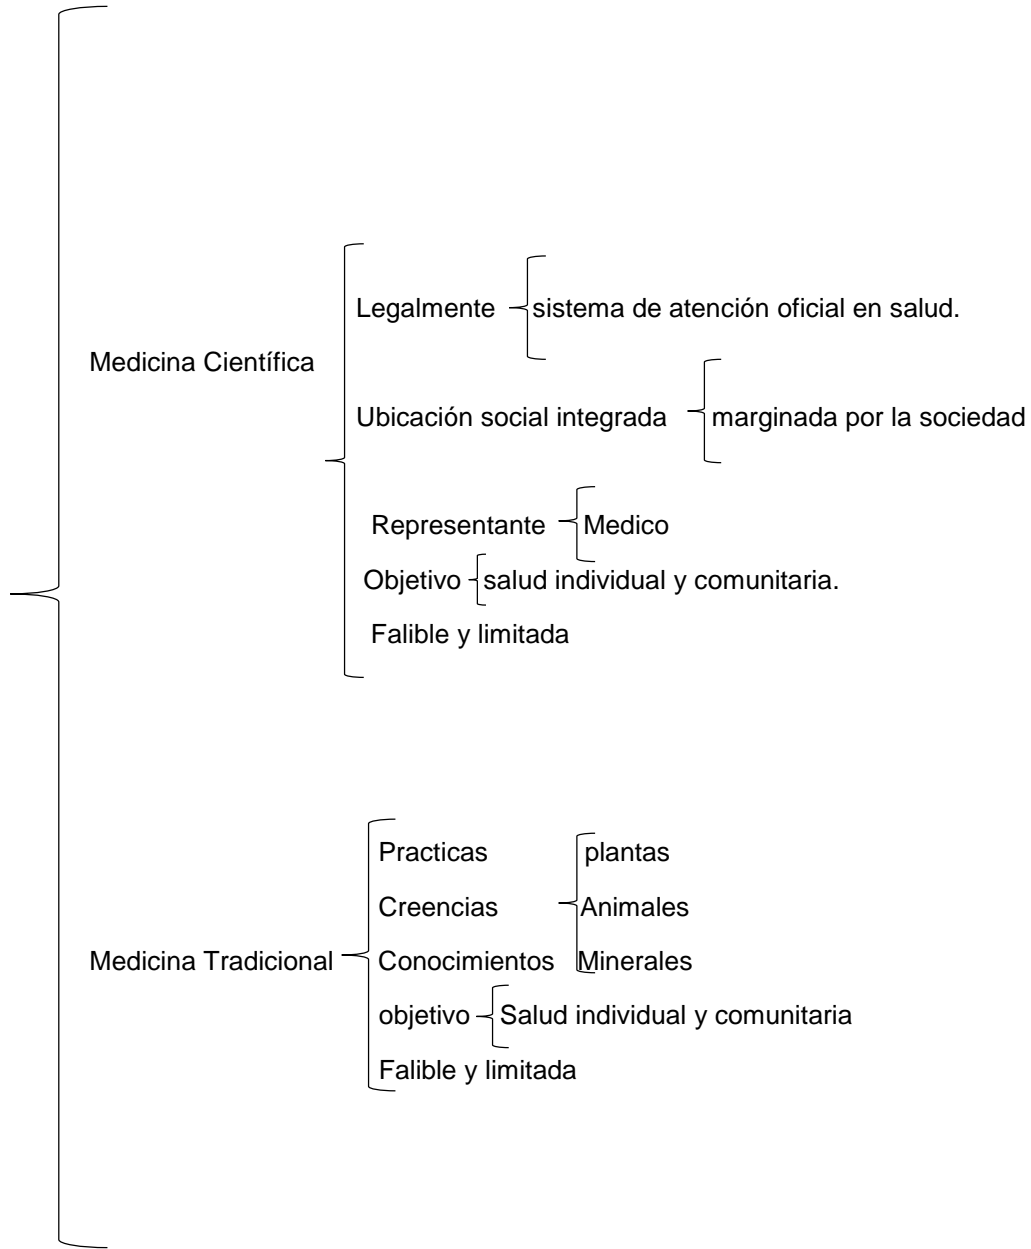 Legalmente sistema de atención oficial en salud.
Medicina Científica
Ubicación social integrada marginada por la sociedad
Representante Medico
Objetivo salud individual y comunitaria.
Falible y limitada
Practicas plantas
Creencias Animales
Medicina Tradicional Conocimientos Minerales
objetivo Salud individual y comunitaria
Falible y limitada